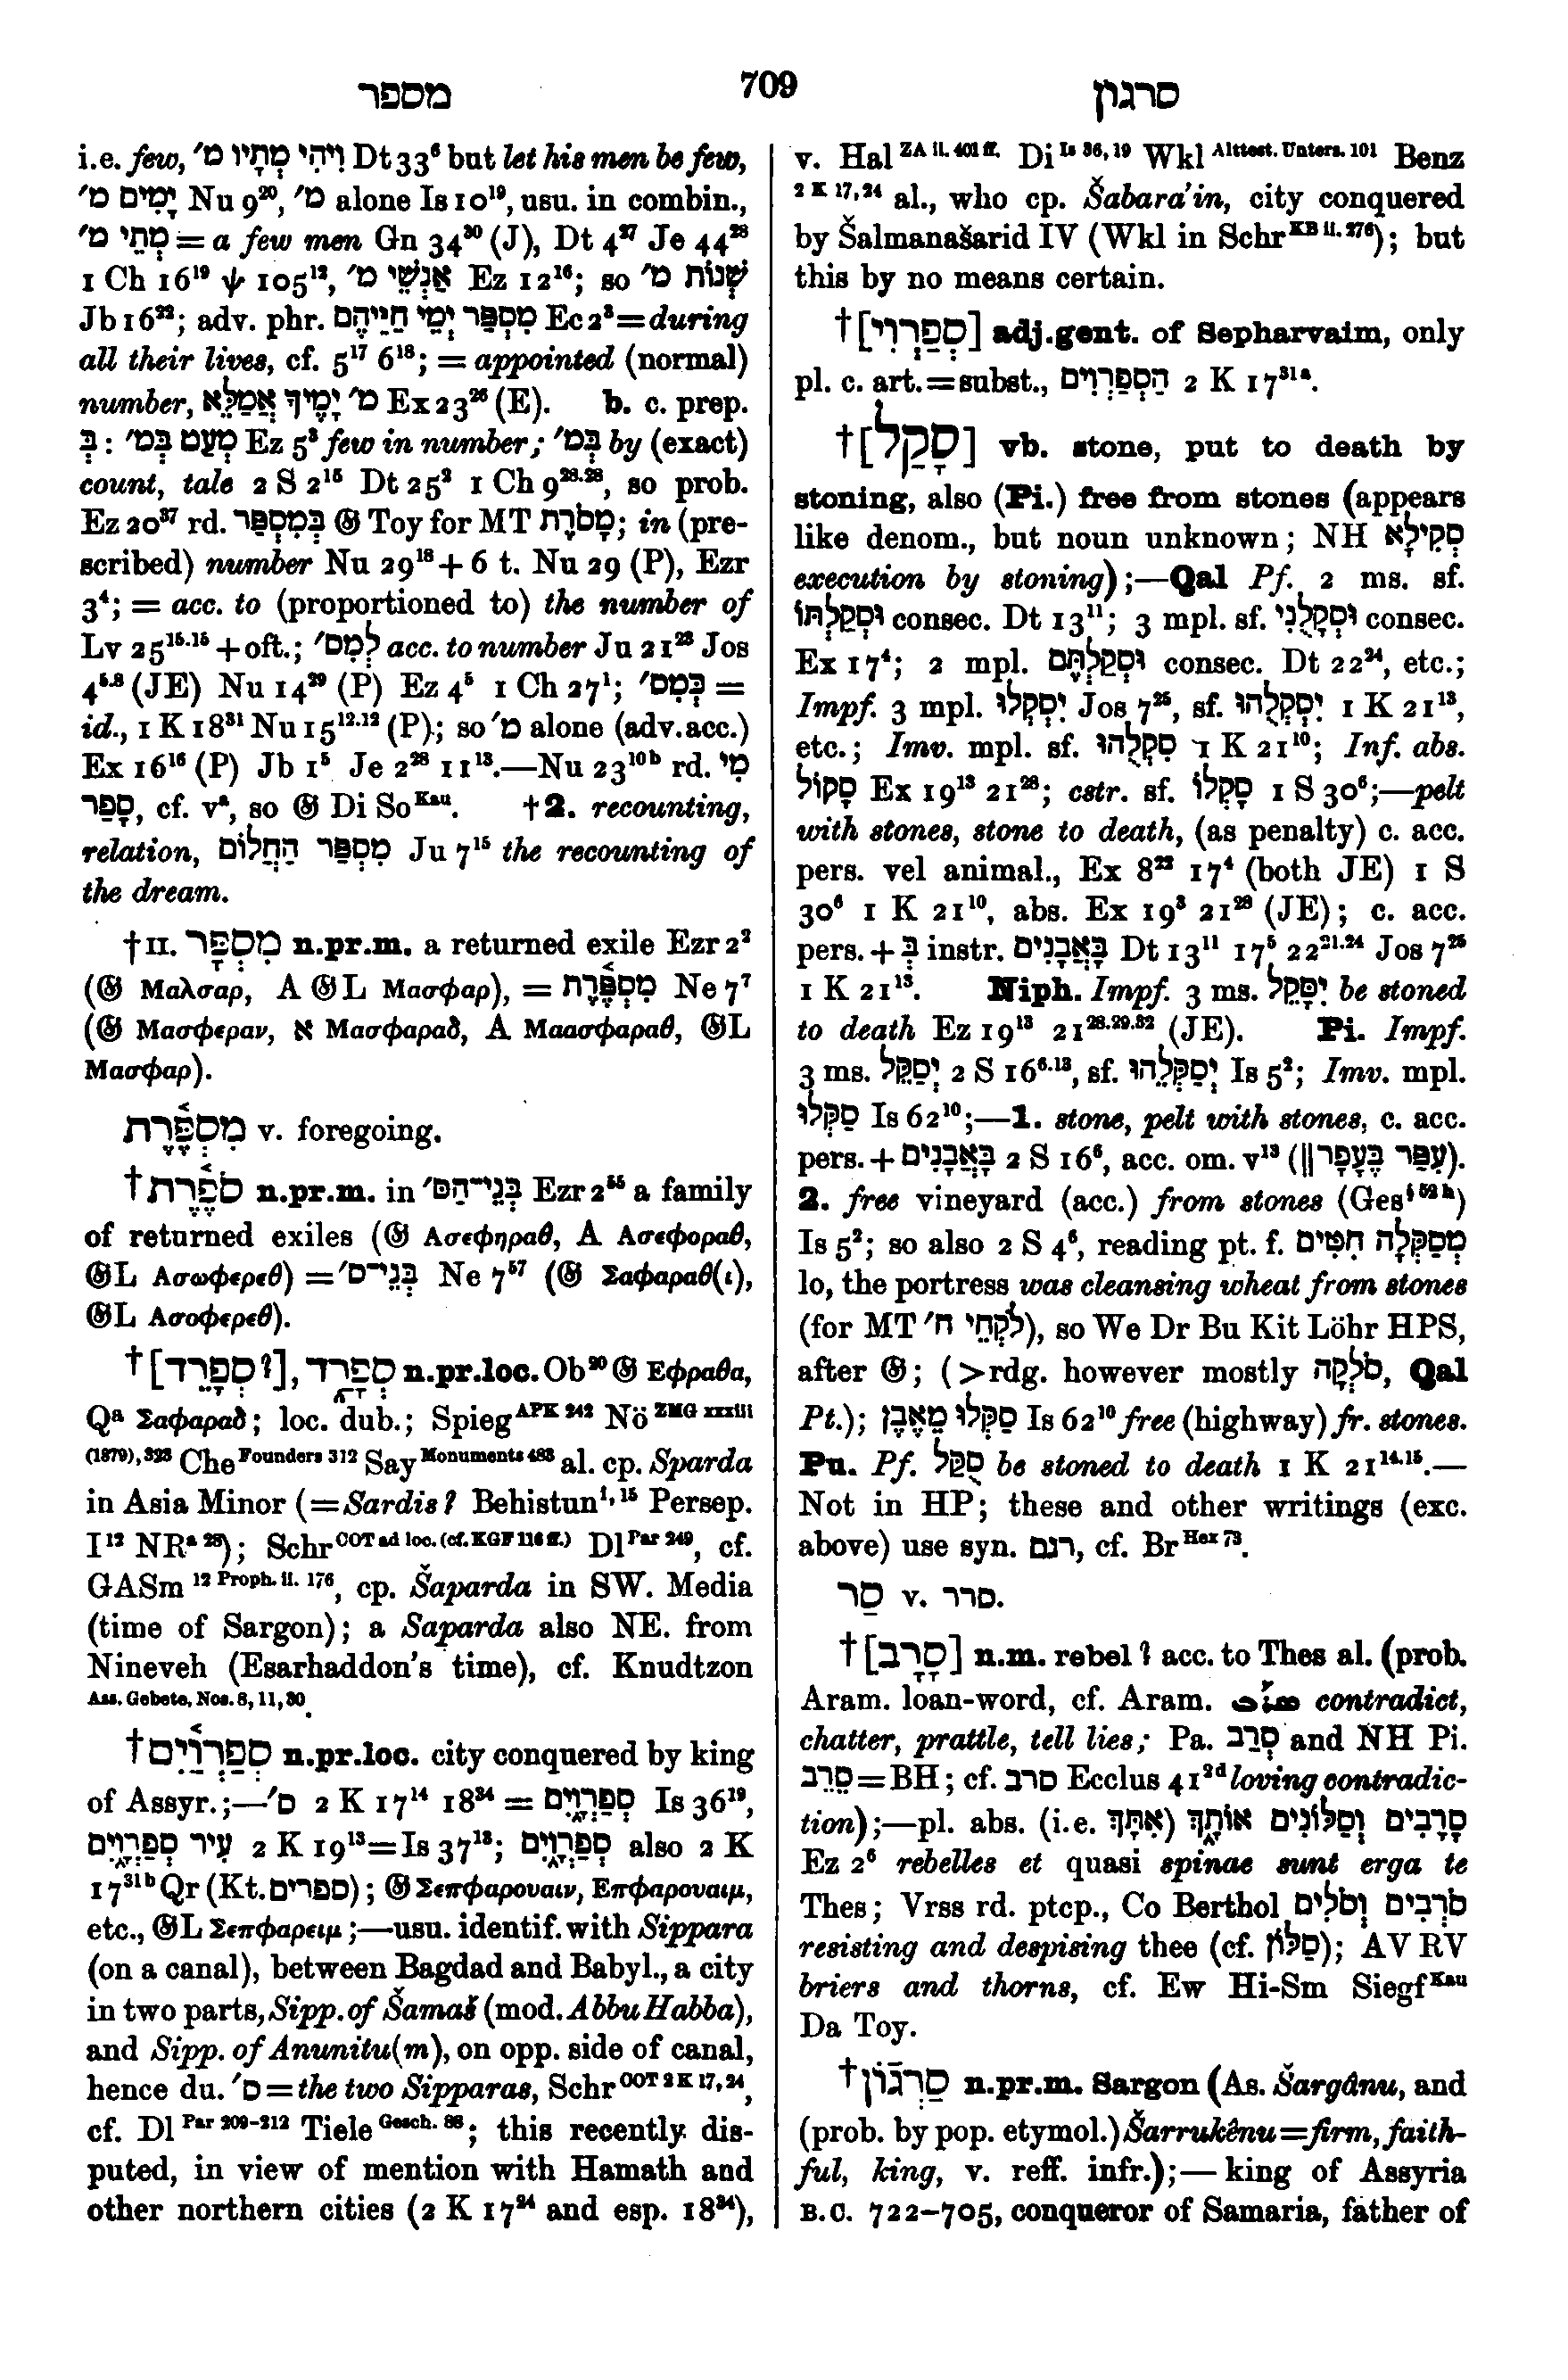 מספר
709
סרגון
i.e. few, וִיהִי מְתָיו מ׳ Dt 33⁶ but let his men be few,
יָמִים מ׳ Nu 9²⁰, מ׳ alone Is 10¹⁹, usu. in combin.,
מְתֵי מ׳ = a few men Gn 34³⁰ (J), Dt 4²⁷ Je 44²⁸
1 Ch 16¹⁹ ψ 105¹², אַנְשֵׁי מ׳ Ez 12¹⁶; so שְׁנוֹת מ׳
Jb 16²²; adv. phr. מִסְפַּר יְמֵי חַיֵּיהֶם Ec 2³ = during
all their lives, cf. 5¹⁷ 6¹²; = appointed (normal)
number, מ׳ יָמֶיךָ אֲמַלֵּא Ex 23²⁶ (E). b. c. prep.
בְּ: מְעַט בְּמ׳ Ez 5³ few in number; בְּמ׳ by (exact)
count, tale 2 S 2¹⁵ Dt 25² 1 Ch 9²⁸·²⁸, so prob.
Ez 20³⁷ rd. בְּמִסְפָּר 𝔊 Toy for MT מָסֹרֶת; in (pre-
scribed) number Nu 29¹⁸ + 6 t. Nu 29 (P), Ezr
3⁴; = acc. to (proportioned to) the number of
Lv 25¹⁵·¹⁵ + oft.; לְמִס׳ acc. to number Ju 21²³ Jos
4⁵·⁸ (JE) Nu 14²⁹ (P) Ez 4⁵ 1 Ch 27¹; בְּמִס׳ =
id., 1 K 18³¹ Nu 15¹²·¹² (P); so מ׳ alone (adv. acc.)
Ex 16¹⁶ (P) Jb 1⁵ Je 2²⁸ 11¹³.—Nu 23¹⁰ᵇ rd. מִי
סָפַר, cf. vᵃ, so 𝔊 Di So Kau. †2. recounting,
relation, מִסְפַּר הַחֲלוֹם Ju 7¹⁵ the recounting of
the dream.
†II. מִסְפָּר n.pr.m. a returned exile Ezr 2²
(𝔊 Μαλσαρ, A 𝔊L Μασφαρ), = מִסְפֶּרֶת Ne 7⁷
(𝔊 Μασφεραν, א Μασφαραδ, A Μαασφαραθ, 𝔊L
Μασφαρ).
מִסְפֶּרֶת v. foregoing.
†סֹפֶרֶת n.pr.m. in בְּנֵי־הַסּ׳ Ezr 2⁵⁵ a family
of returned exiles (𝔊 Ασεφηραθ, A Ασεφοραθ,
𝔊L Ασωφερεθ) = בְּנֵי־ס׳ Ne 7⁵⁷ (𝔊 Σαφαραθ(ι),
𝔊L Ασοφερεθ).
†[סְפָרֵד?], סְפָרָד n.pr.loc. Ob²⁰ 𝔊 Εφραθα,
Qᵃ Σαφαραδ; loc. dub.; Spieg APK 242 Nö ZMG xxxiii
(1879), 323 Che Founders 312 Say Monuments 483 al. cp. Sparda
in Asia Minor (= Sardis? Behistun¹,¹⁵ Persep.
I¹² NRᵃ ²⁸); Schr COT ad loc. (cf. KGF 116 ff.) Dl Par 249, cf.
GASm 12 Proph. ii. 176, cp. Šaparda in SW. Media
(time of Sargon); a Saparda also NE. from
Nineveh (Esarhaddon's time), cf. Knudtzon
Ass. Gebete, Nos. 8, 11, 30.
†סְפַרְוַיִם n.pr.loc. city conquered by king
of Assyr.;—ס׳ 2 K 17²⁴ 18³⁴ = סְפַרְוָיִם Is 36¹⁹,
עִיר סְפַרְוָיִם 2 K 19¹³ = Is 37¹³; סְפַרְוָיִם also 2 K
17³¹ᵇ Qr (Kt. ספרים); 𝔊 Σεπφαρουαιν, Επφαρουαιμ,
etc., 𝔊L Σεπφαρειμ;—usu. identif. with Sippara
(on a canal), between Bagdad and Babyl., a city
in two parts, Sipp. of Šamaš (mod. Abbu Habba),
and Sipp. of Anunitu(m), on opp. side of canal,
hence du. ס׳ = the two Sipparas, Schr COT 2 K 17, 24,
cf. Dl Par 209–212 Tiele Gesch. 88; this recently dis-
puted, in view of mention with Hamath and
other northern cities (2 K 17²⁴ and esp. 18³⁴),
v. Hal ZA ii. 401 ff. Di Is 36, 19 Wkl Alttest. Unters. 101 Benz
2 K 17, 24 al., who cp. Šabara'in, city conquered
by Šalmanašarid IV (Wkl in Schr KB ii. 276); but
this by no means certain.
†[סְפַרְוִי] adj.gent. of Sepharvaim, only
pl. c. art. = subst., הַסְפַרְוִים 2 K 17³¹ᵃ.
†[סָקַל] vb. stone, put to death by
stoning, also (Pi.) free from stones (appears
like denom., but noun unknown; NH סְקִילָא
execution by stoning);—Qal Pf. 2 ms. sf.
וּסְקַלְתּוֹ consec. Dt 13¹¹; 3 mpl. sf. וּסְקָלֻנִי consec.
Ex 17⁴; 2 mpl. וּסְקַלְתֶּם consec. Dt 22²⁴, etc.;
Impf. 3 mpl. יִסְקְלוּ Jos 7²⁵, sf. יִסְקְלֻהוּ 1 K 21¹³,
etc.; Imv. mpl. sf. סִקְלֻהוּ 1 K 21¹⁰; Inf. abs.
סָקוֹל Ex 19¹³ 21²⁸; cstr. sf. סָקְלוֹ 1 S 30⁶;—pelt
with stones, stone to death, (as penalty) c. acc.
pers. vel animal., Ex 8²² 17⁴ (both JE) 1 S
30⁶ 1 K 21¹⁰, abs. Ex 19³ 21²⁸ (JE); c. acc.
pers. + בְּ instr. בָּאֲבָנִים Dt 13¹¹ 17⁵ 22²¹·²⁴ Jos 7²⁵
1 K 21¹³. Niph. Impf. 3 ms. יִסָּקֵל be stoned
to death Ex 19¹³ 21²⁸·²⁹·³² (JE). Pi. Impf.
3 ms. יְסַקֵּל 2 S 16⁶·¹³, sf. יְסַקְּלֵהוּ Is 5²; Imv. mpl.
סַקְּלוּ Is 62¹⁰;—1. stone, pelt with stones, c. acc.
pers. + בָּאֲבָנִים 2 S 16⁶, acc. om. v¹³ (‖עִפַּר בֶּעָפָר).
2. free vineyard (acc.) from stones (Ges § 52 h)
Is 5²; so also 2 S 4⁶, reading pt. f. מְסַקְּלָה חִטִּים
lo, the portress was cleansing wheat from stones
(for MT לֹקְחֵי ח׳), so We Dr Bu Kit Löhr HPS,
after 𝔊; (>rdg. however mostly סֹלְקָה, Qal
Pt.); סַקְּלוּ מֵאֶבֶן Is 62¹⁰ free (highway) fr. stones.
Pu. Pf. סֻקַּל be stoned to death 1 K 21¹⁴·¹⁵.—
Not in HP; these and other writings (exc.
above) use syn. רגם, cf. Br Hex 73.
סַר v. סרר.
†[סָרָב] n.m. rebel? acc. to Thes al. (prob.
Aram. loan-word, cf. Aram. contradict,
chatter, prattle, tell lies; Pa. סָרֵב and NH Pi.
סֵרֵב = BH; cf. סרב Ecclus 41²ᵈ loving contradic-
tion);—pl. abs. (i.e. אִתָּךְ) סָרָבִים וְסַלּוֹנִים אוֹתָךְ
Ez 2⁶ rebelles et quasi spinae sunt erga te
Thes; Vrss rd. ptcp., Co Berthol סֹרְבִים וְסֹלִים
resisting and despising thee (cf. סַלּוֹן); AV RV
briers and thorns, cf. Ew Hi-Sm Siegf Kau
Da Toy.
†סַרְגוֹן n.pr.m. Sargon (As. Šargânu, and
(prob. by pop. etymol.) Šarrukênu = firm, faith-
ful, king, v. reff. infr.);—king of Assyria
B.C. 722–705, conqueror of Samaria, father of